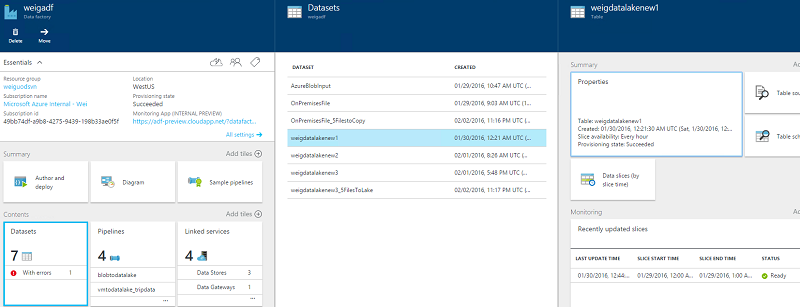 weigadf
Data factory
Delete
Move
Essentials
Resource group
weiguodsvn
Location
WestUS
Subscription name
Microsoft Azure Internal - Wei
Provisioning state
Succeeded
Subscription id
49bb74df-a9b8-4275-9439-198b33ae0f5f
Monitoring App (INTERNAL PREVIEW)
https://adf-preview.cloudapp.net/?datafact...
All settings →
Summary
Add tiles
Author and deploy
Diagram
Sample pipelines
Contents
Add tiles
Datasets
7
With errors 1
Pipelines
4
blobtodatalake
vmtodatalake_tripdata
Linked services
4
Data Stores 3
Data Gateways 1
...
Datasets
weigadf
DATASET CREATED
AzureBlobInput 01/29/2016, 10:47 AM UTC (...
OnPremisesFile 01/29/2016, 9:03 AM UTC (1...
OnPremisesFile_5FilestoCopy 02/02/2016, 11:16 PM UTC (...
weigdatalakenew1 01/30/2016, 12:21 AM UTC (...
weigdatalakenew2 02/01/2016, 8:26 AM UTC (...
weigdatalakenew3 02/01/2016, 5:48 PM UTC (...
weigdatalakenew3_5FilesToLake 02/02/2016, 11:17 PM UTC (...
weigdatalakenew1
Table
Summary
Ad
Properties
Table: weigdatalakenew1
Created: 01/30/2016, 12:21:30 AM UTC (Sat, 1/30/2016, 12:...
Slice availability: Every hour
Provisioning state: Succeeded
Table sou
Table sch
Data slices (by slice time)
Monitoring
Ad
Recently updated slices
LAST UPDATE TIME SLICE START TIME SLICE END TIME STATUS
01/30/2016, 12:44:... 01/29/2016, 12:00 A... 01/29/2016, 1:00 A... Ready